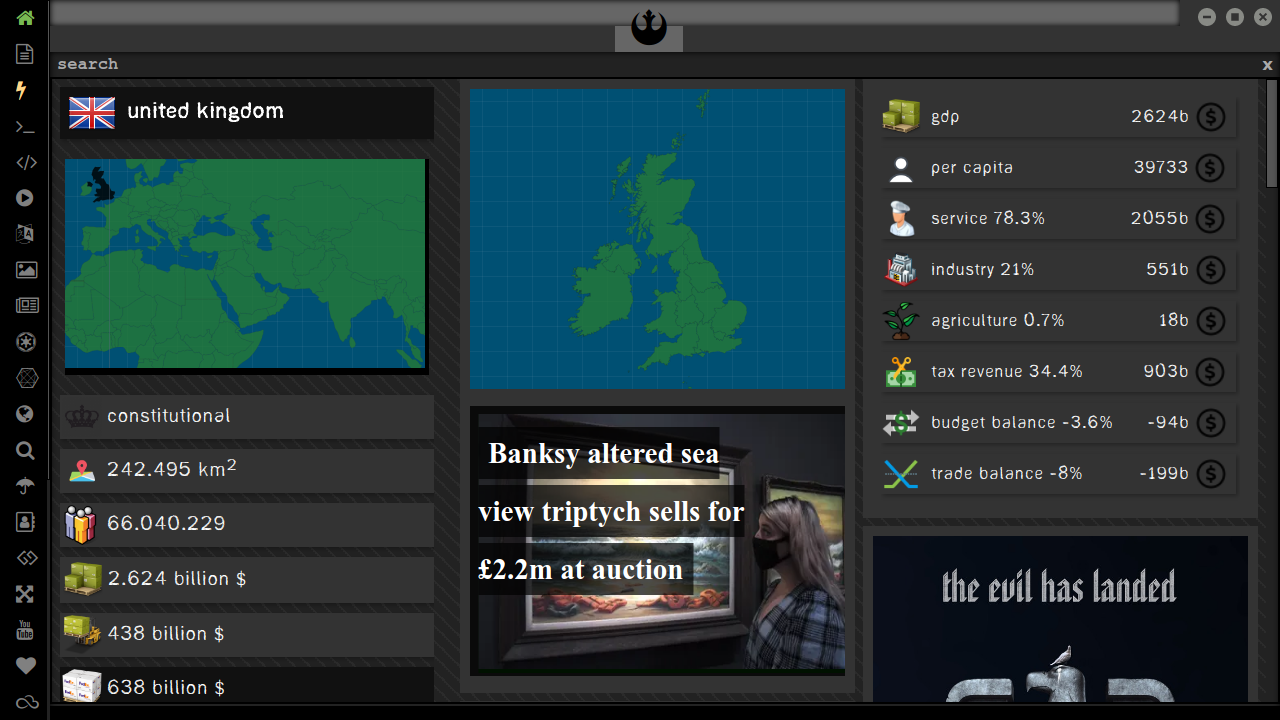 search
x
united kingdom
constitutional
242.495 km²
66.040.229
2.624 billion $
438 billion $
638 billion $
Banksy altered sea
view triptych sells for
£2.2m at auction
gdp 2624b
per capita 39733
service 78.3% 2055b
industry 21% 551b
agriculture 0.7% 18b
tax revenue 34.4% 903b
budget balance -3.6% -94b
trade balance -8% -199b
the evil has landed
You
Tube